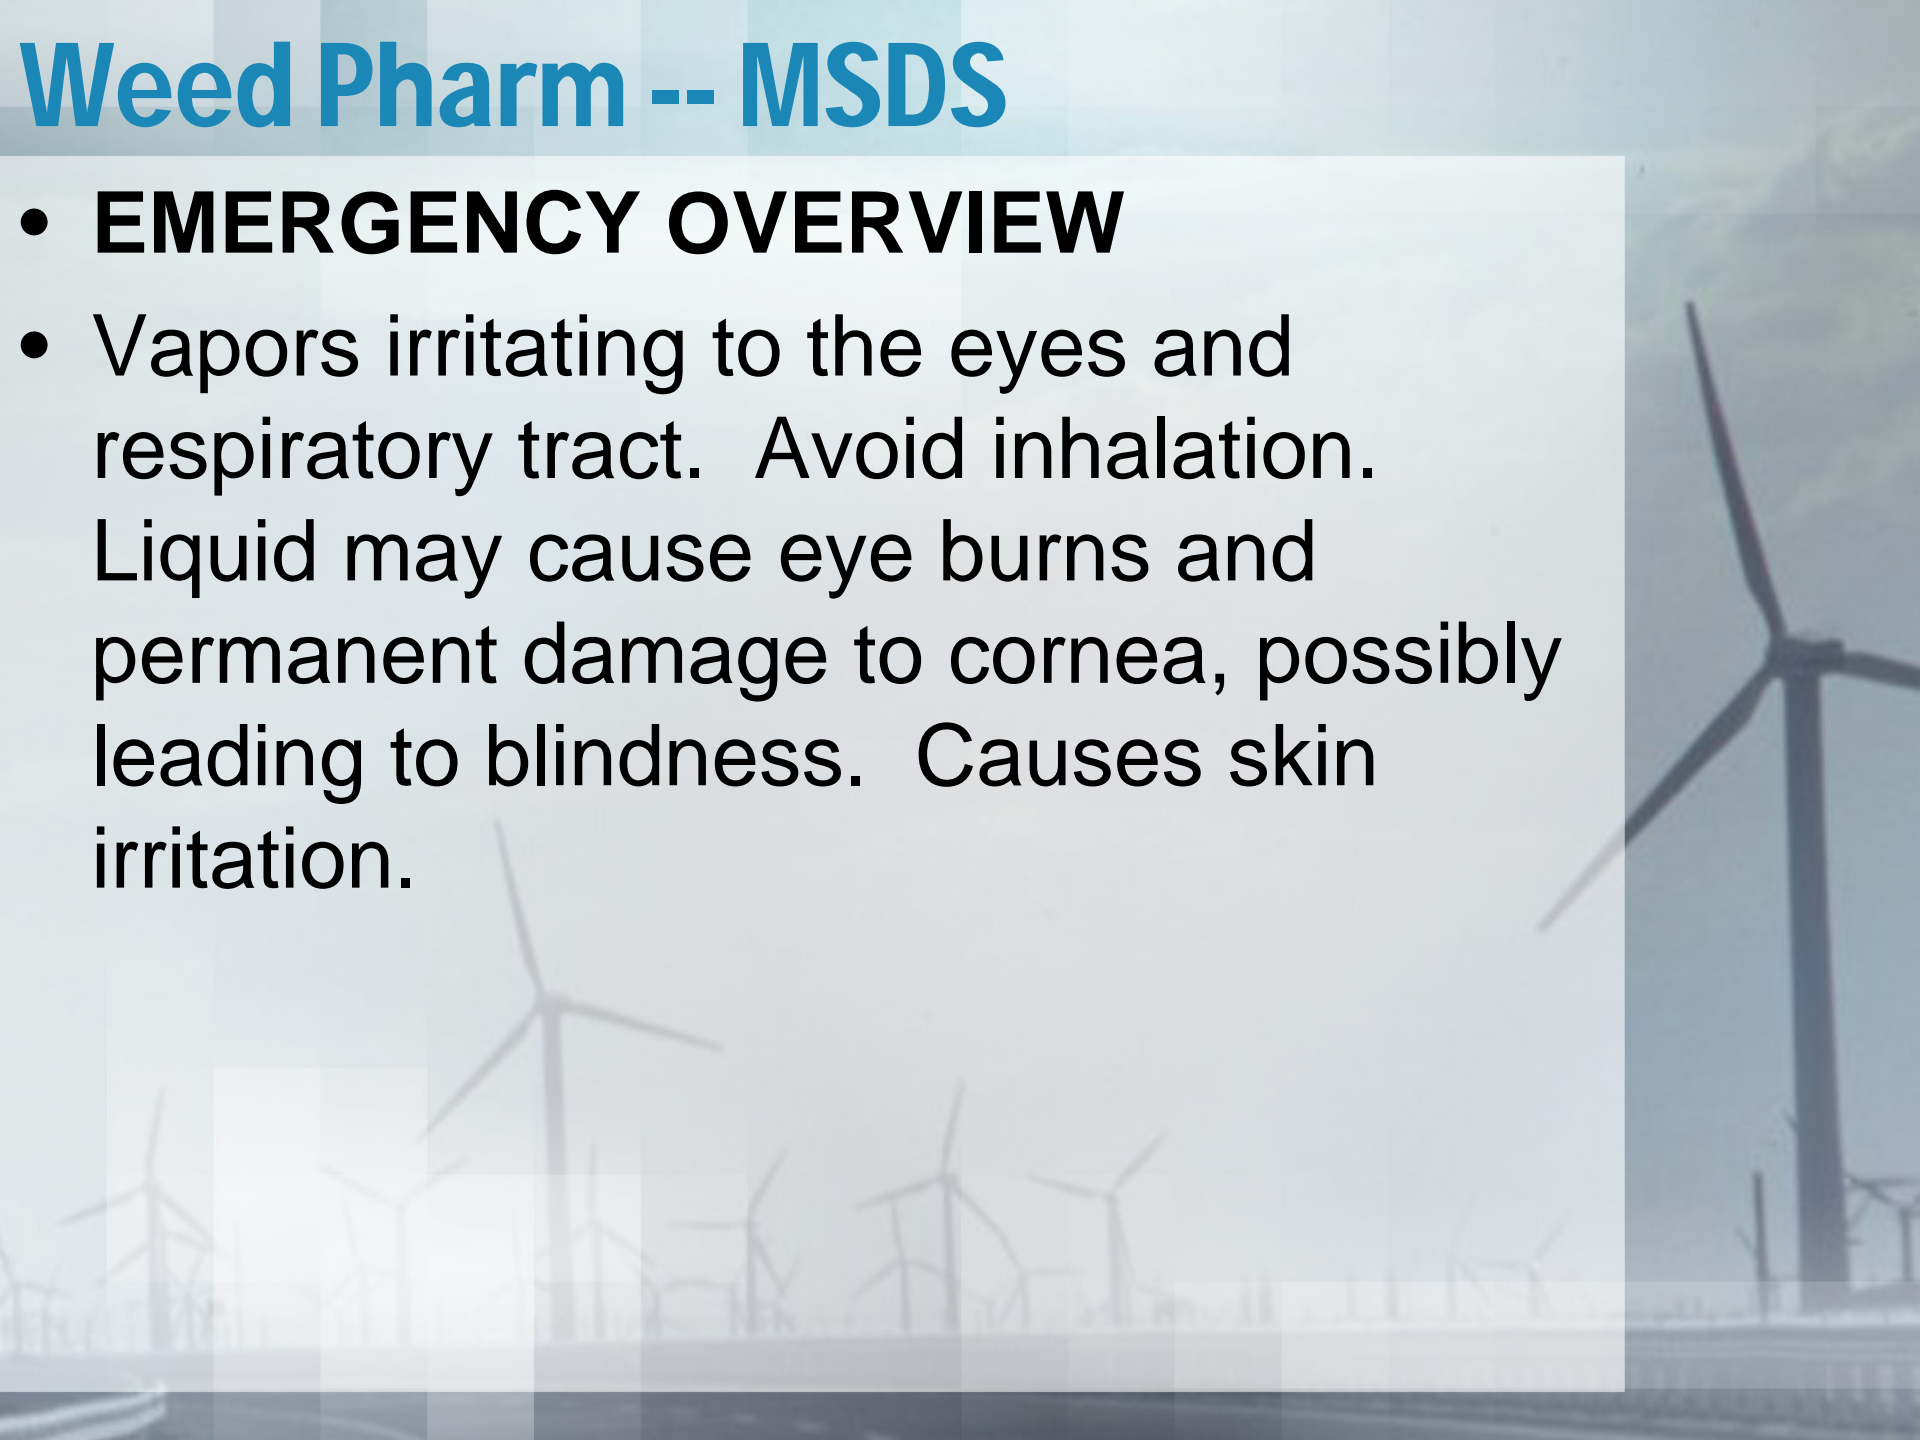 Weed Pharm -- MSDS
• EMERGENCY OVERVIEW
• Vapors irritating to the eyes and
respiratory tract.  Avoid inhalation.
Liquid may cause eye burns and
permanent damage to cornea, possibly
leading to blindness.  Causes skin
irritation.